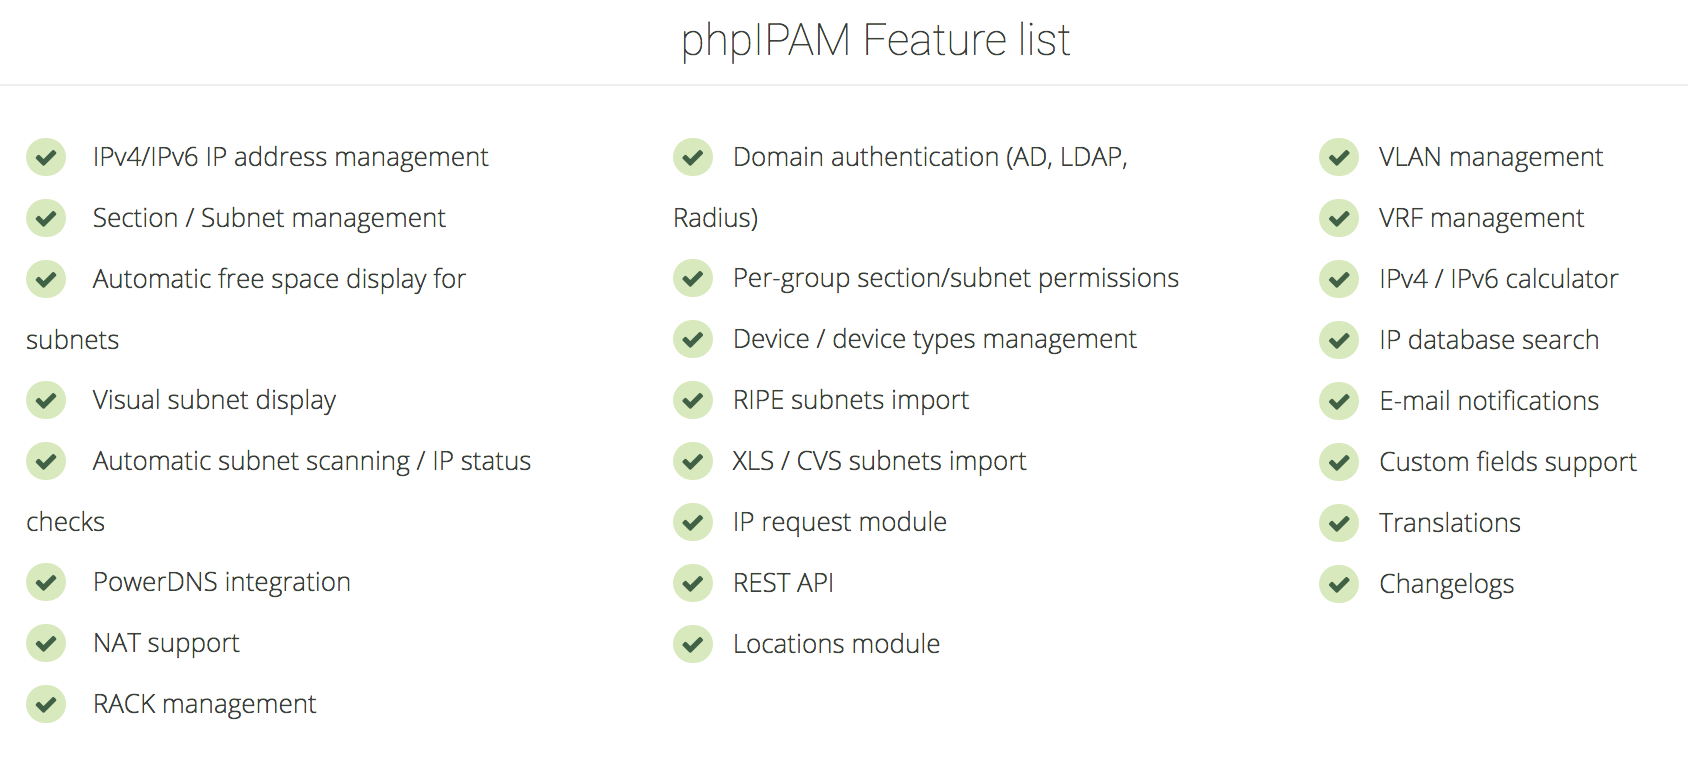 phpIPAM Feature list
IPv4/IPv6 IP address management
Section / Subnet management
Automatic free space display for
subnets
Visual subnet display
Automatic subnet scanning / IP status
checks
PowerDNS integration
NAT support
RACK management
Domain authentication (AD, LDAP,
Radius)
Per-group section/subnet permissions
Device / device types management
RIPE subnets import
XLS / CVS subnets import
IP request module
REST API
Locations module
VLAN management
VRF management
IPv4 / IPv6 calculator
IP database search
E-mail notifications
Custom fields support
Translations
Changelogs